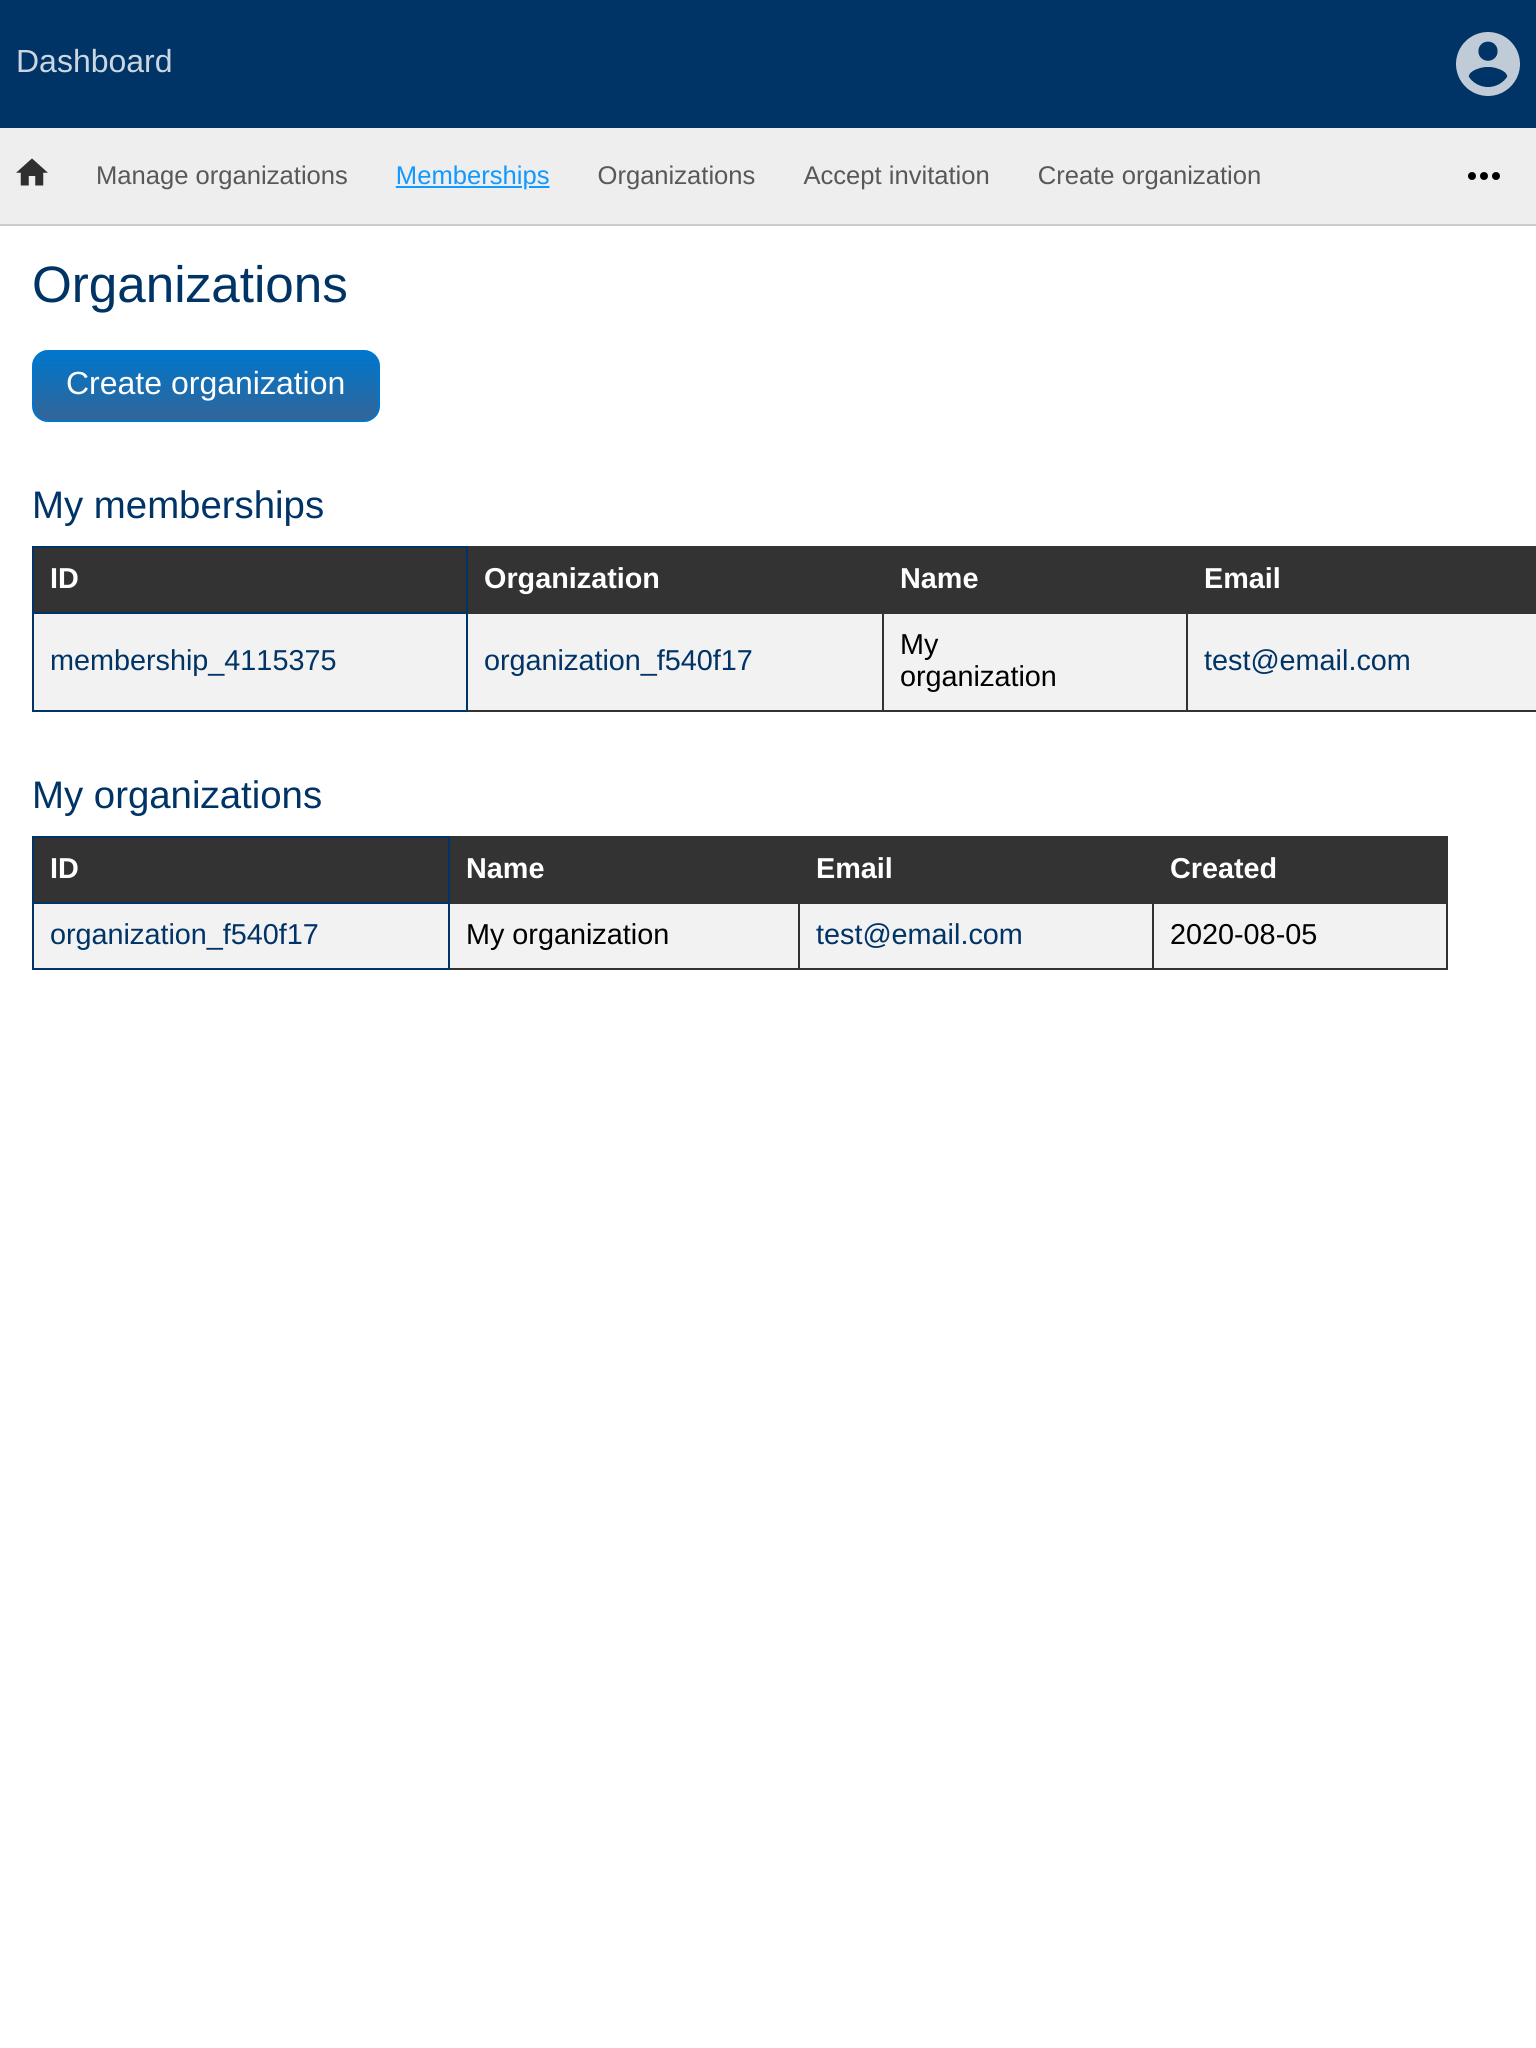 Dashboard
Manage organizations Memberships Organizations Accept invitation Create organization
Organizations
Create organization
My memberships
ID Organization Name Email
membership_4115375 organization_f540f17 My organization test@email.com
My organizations
ID Name Email Created
organization_f540f17 My organization test@email.com 2020-08-05